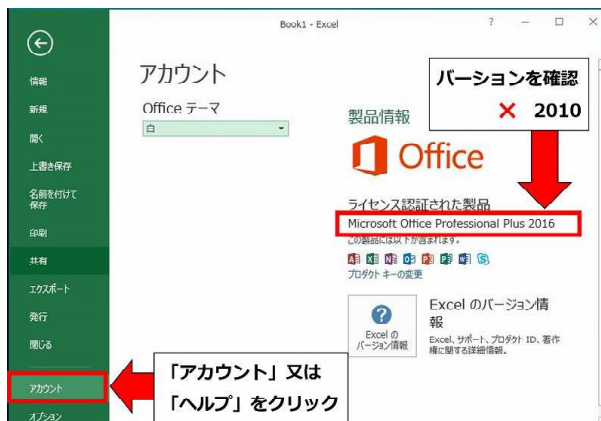 Book1 - Excel
情報
新規
開く
上書き保存
名前を付けて
保存
印刷
共有
エクスポート
発行
閉じる
アカウント
オプション
アカウント
Office テーマ
白
製品情報
Office
ライセンス認証された製品
Microsoft Office Professional Plus 2016
この製品には以下が含まれます。
プロダクト キーの変更
Excel の
バージョン情報
Excel のバージョン情
報
Excel、サポート、プロダクト ID、著作
権に関する詳細情報。
バージョンを確認
× 2010
「アカウント」又は
「ヘルプ」をクリック